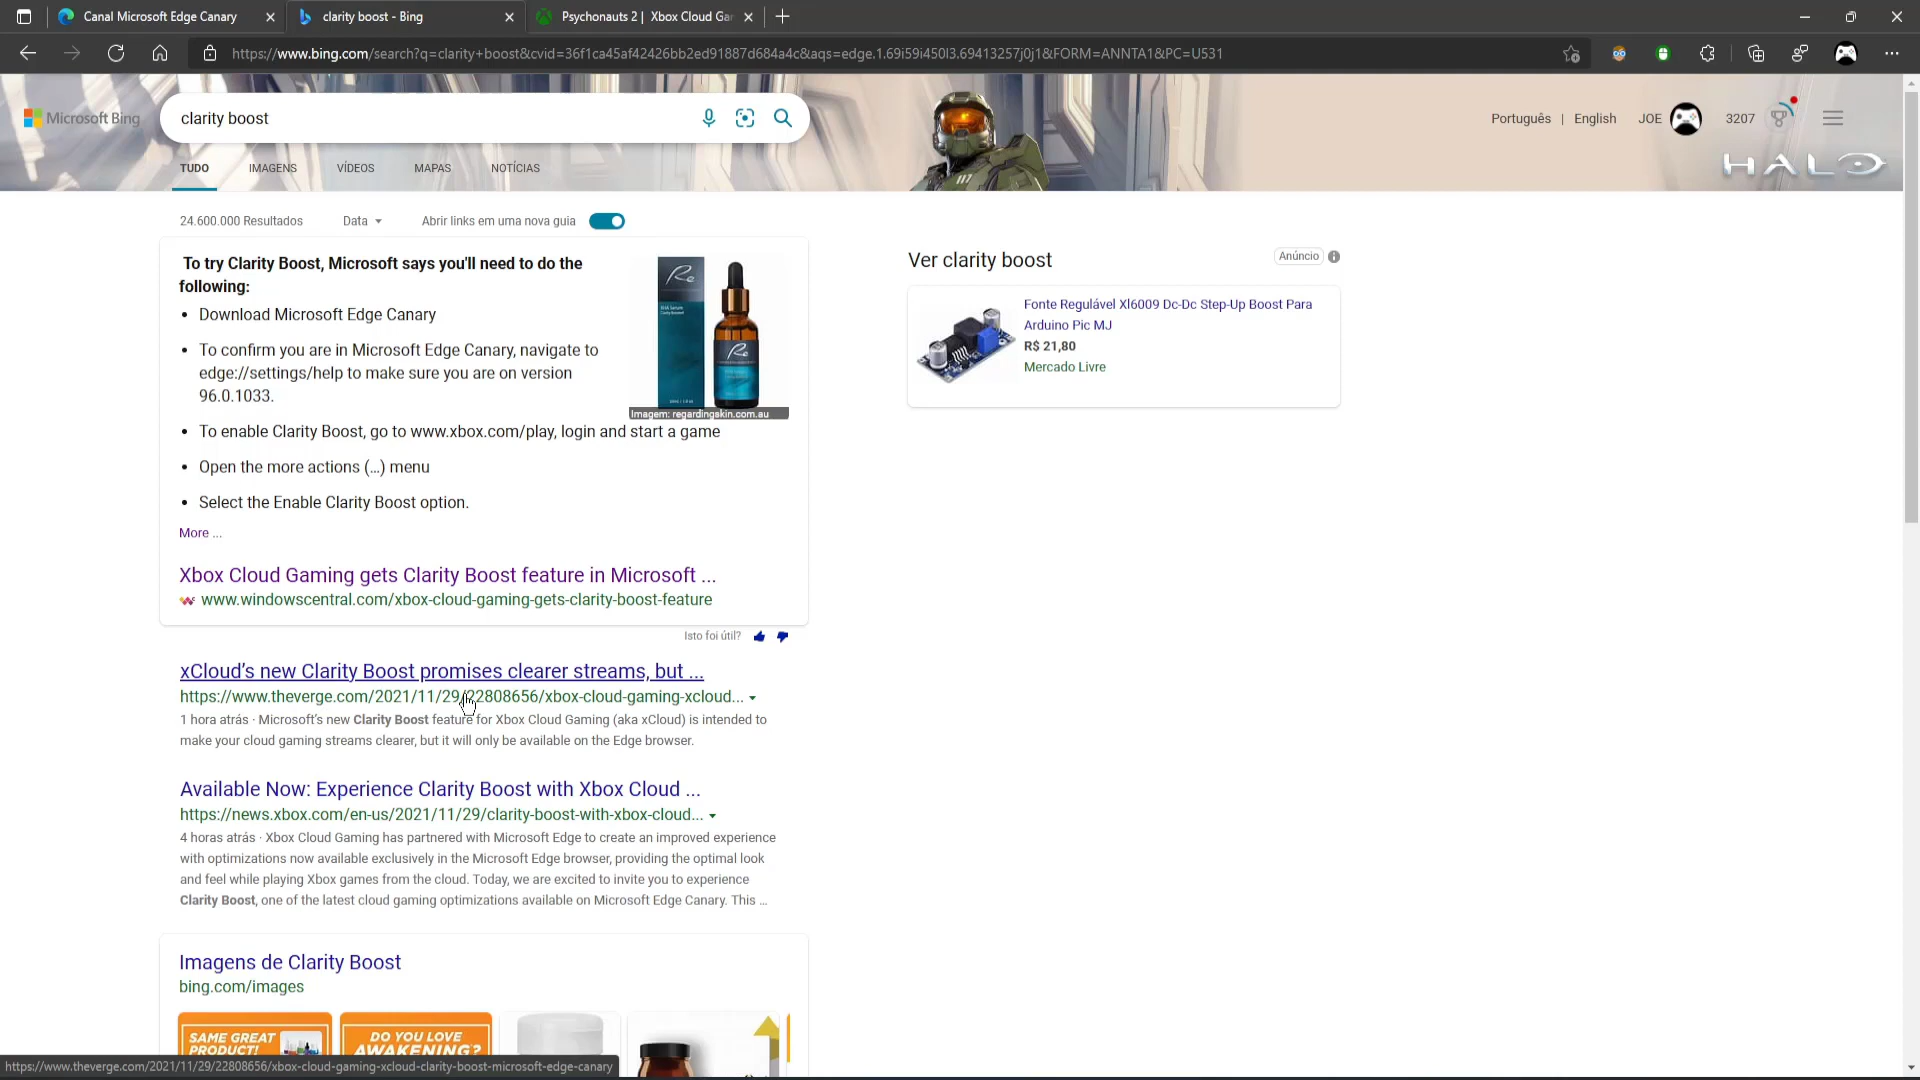 Canal Microsoft Edge Canary
clarity boost - Bing
Psychonauts 2 | Xbox Cloud Ga
https://www.bing.com/search?q=clarity+boost&cvid=36f1ca45af42426bb2ed91887d684a4c&aqs=edge.1.69i59i450l3.69413257j0j1&FORM=ANNTA1&PC=U531
Microsoft Bing
clarity boost
Português | English
JOE
3207
HALO
117
TUDO
IMAGENS
VÍDEOS
MAPAS
NOTÍCIAS
24.600.000 Resultados
Data
Abrir links em uma nova guia
To try Clarity Boost, Microsoft says you'll need to do the
following:
• Download Microsoft Edge Canary
• To confirm you are in Microsoft Edge Canary, navigate to
edge://settings/help to make sure you are on version
96.0.1033.
Re
Re
Imagem: regardingskin.com.au
• To enable Clarity Boost, go to www.xbox.com/play, login and start a game
• Open the more actions (…) menu
• Select the Enable Clarity Boost option.
More ...
Xbox Cloud Gaming gets Clarity Boost feature in Microsoft ...
www.windowscentral.com/xbox-cloud-gaming-gets-clarity-boost-feature
Isto foi útil?
Ver clarity boost
Anúncio
Fonte Regulável Xl6009 Dc-Dc Step-Up Boost Para
Arduino Pic MJ
R$ 21,80
Mercado Livre
xCloud's new Clarity Boost promises clearer streams, but ...
https://www.theverge.com/2021/11/29/22808656/xbox-cloud-gaming-xcloud...
1 hora atrás · Microsoft's new Clarity Boost feature for Xbox Cloud Gaming (aka xCloud) is intended to
make your cloud gaming streams clearer, but it will only be available on the Edge browser.
Available Now: Experience Clarity Boost with Xbox Cloud ...
https://news.xbox.com/en-us/2021/11/29/clarity-boost-with-xbox-cloud...
4 horas atrás · Xbox Cloud Gaming has partnered with Microsoft Edge to create an improved experience
with optimizations now available exclusively in the Microsoft Edge browser, providing the optimal look
and feel while playing Xbox games from the cloud. Today, we are excited to invite you to experience
Clarity Boost, one of the latest cloud gaming optimizations available on Microsoft Edge Canary. This ...
Imagens de Clarity Boost
bing.com/images
SAME GREAT
PRODUCT!
DO YOU LOVE
AWAKENING?
https://www.theverge.com/2021/11/29/22808656/xbox-cloud-gaming-xcloud-clarity-boost-microsoft-edge-canary